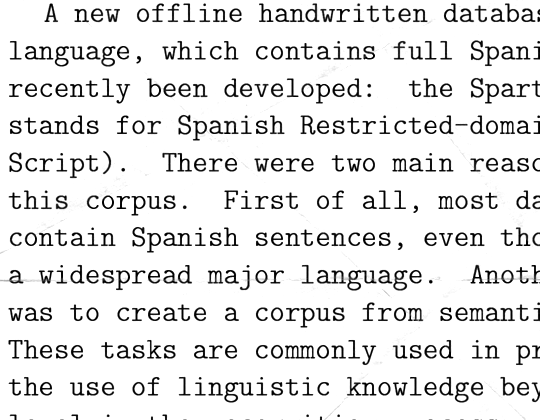 A new offline handwritten databas
language, which contains full Spani
recently been developed: the Spart
stands for Spanish Restricted-domai
Script). There were two main reaso
this corpus. First of all, most da
contain Spanish sentences, even tho
a widespread major language. Anoth
was to create a corpus from semanti
These tasks are commonly used in pr
the use of linguistic knowledge bey